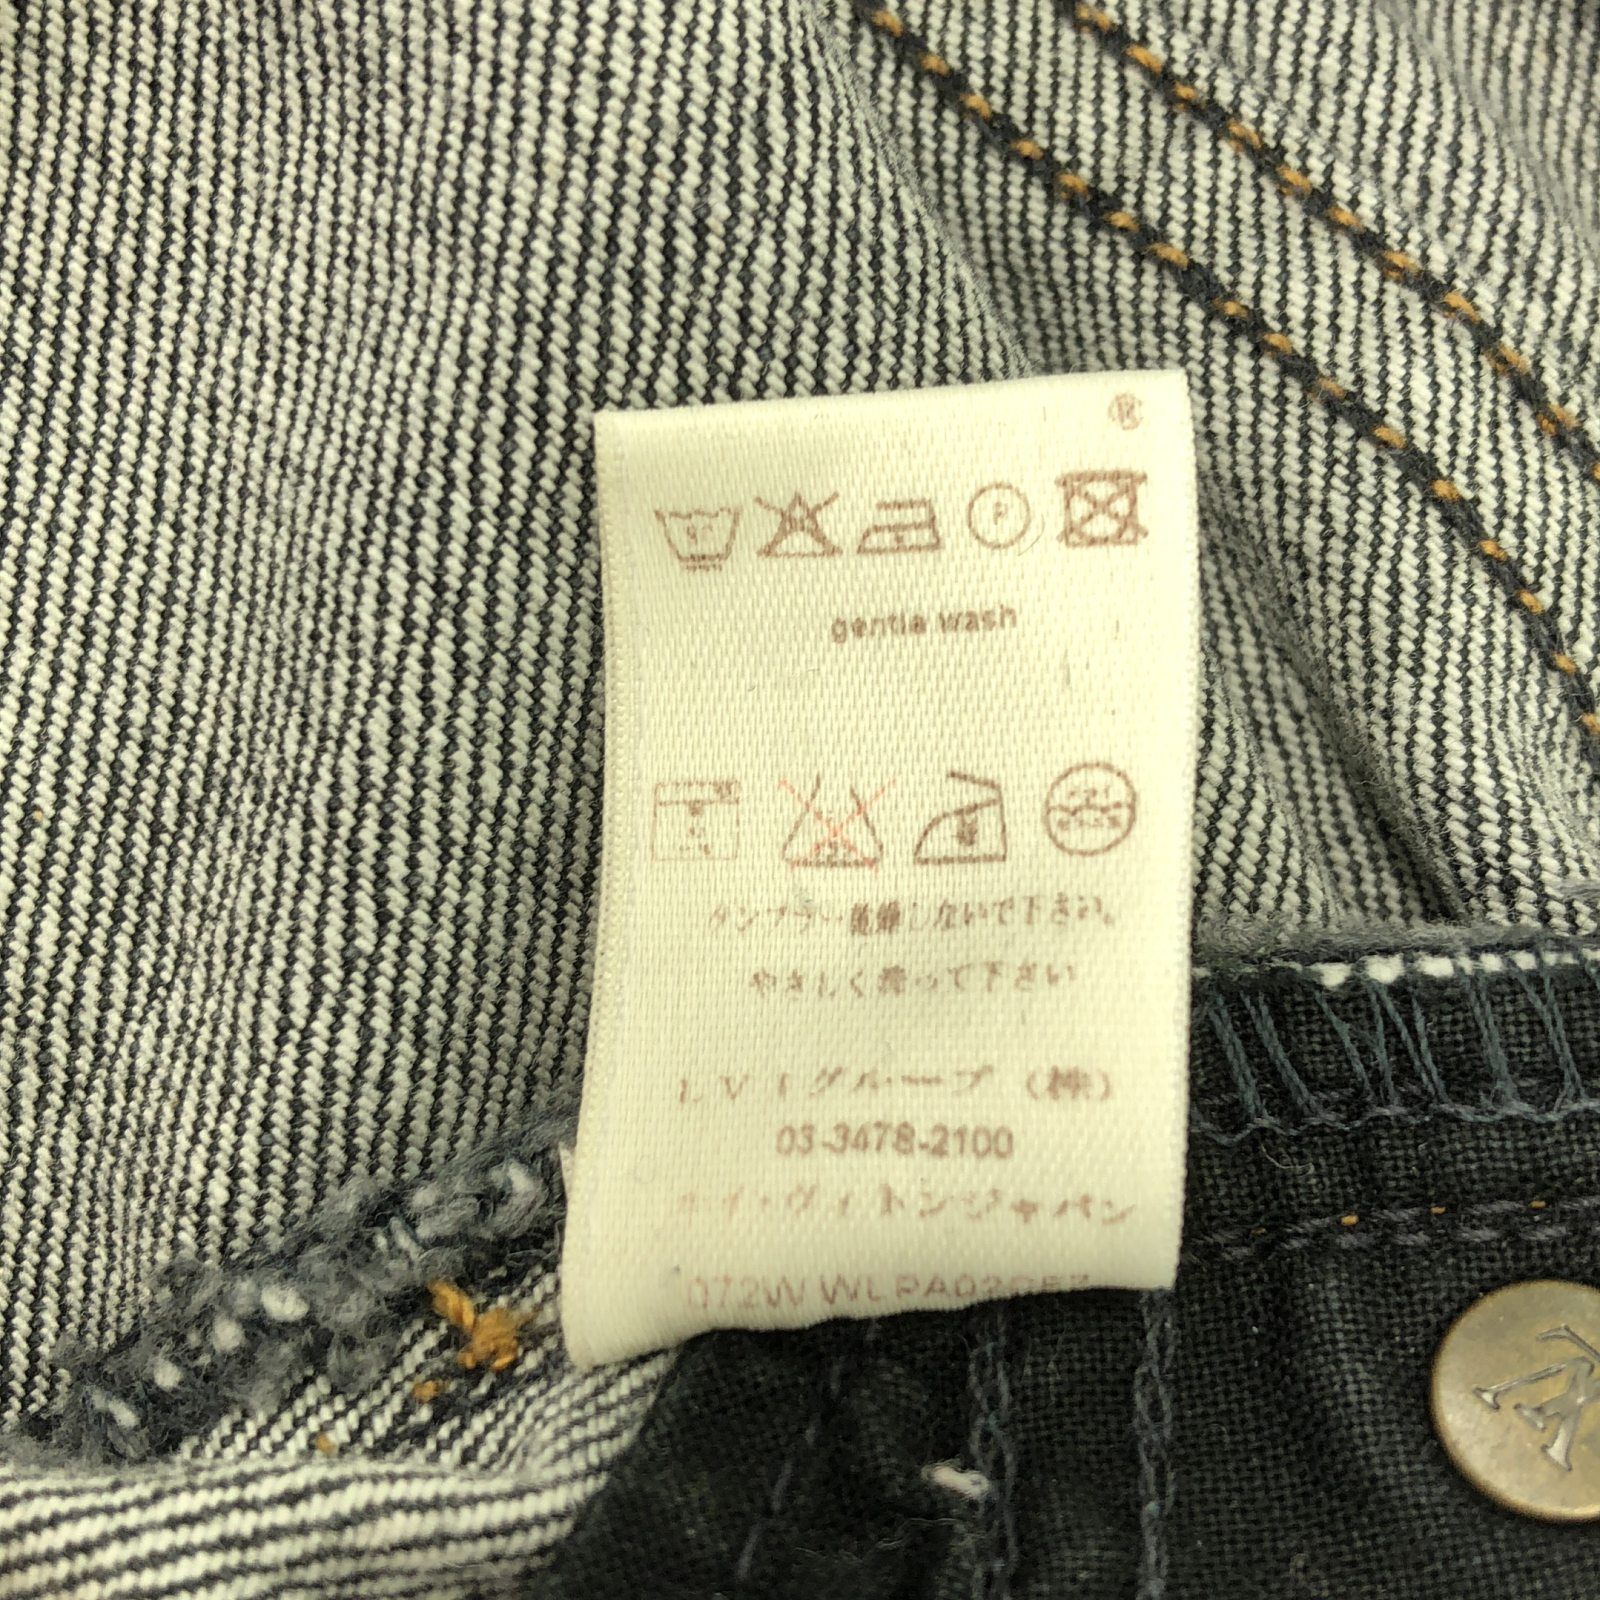 ®
P
gentle wash
タンブラー乾燥しないで下さい。
やさしく洗って下さい
LVJグループ (株)
03-3478-2100
ルイ・ヴィトンジャパン
072W